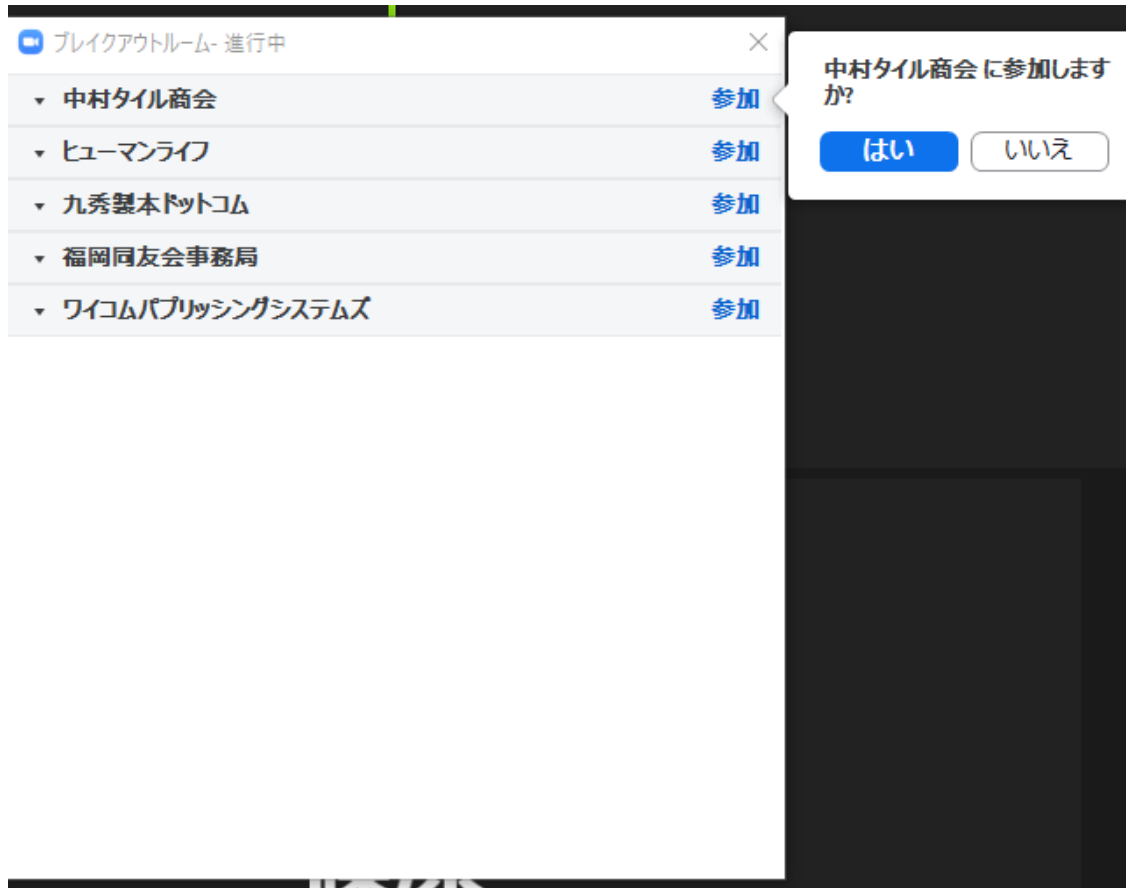 ブレイクアウトルーム- 進行中
中村タイル商会 参加
ヒューマンライフ 参加
九秀製本ドットコム 参加
福岡同友会事務局 参加
ワイコムパブリッシングシステムズ 参加
中村タイル商会 に参加します
か?
はい いいえ